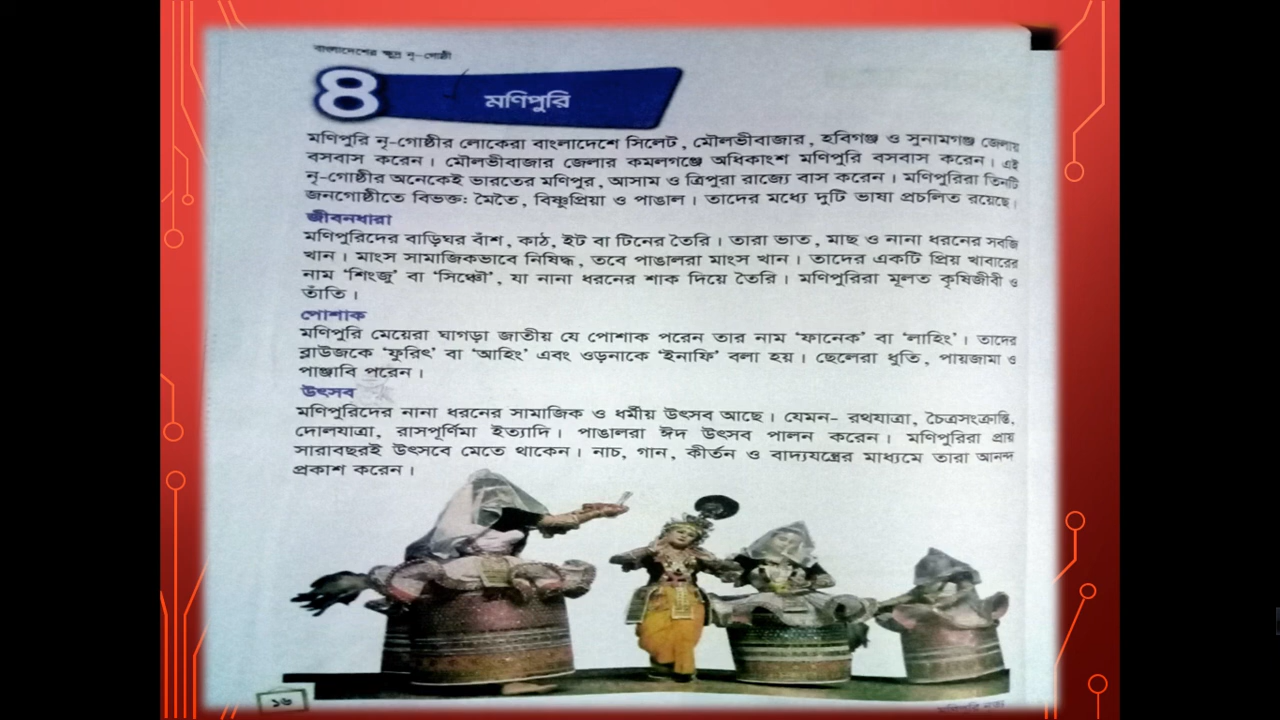 বাংলাদেশের ক্ষুদ্র নৃ-গোষ্ঠী
৪
মণিপুরি
মণিপুরি নৃ-গোষ্ঠীর লোকেরা বাংলাদেশে সিলেট, মৌলভীবাজার, হবিগঞ্জ ও সুনামগঞ্জ জেলায়
বসবাস করেন। মৌলভীবাজার জেলার কমলগঞ্জে অধিকাংশ মণিপুরি বসবাস করেন। এই
নৃ-গোষ্ঠীর অনেকেই ভারতের মণিপুর, আসাম ও ত্রিপুরা রাজ্যে বাস করেন। মণিপুরিরা তিনটি
জনগোষ্ঠীতে বিভক্ত: মৈতৈ, বিষ্ণুপ্রিয়া ও পাঙাল। তাদের মধ্যে দুটি ভাষা প্রচলিত রয়েছে।
জীবনধারা
মণিপুরিদের বাড়িঘর বাঁশ, কাঠ, ইট বা টিনের তৈরি। তারা ভাত, মাছ ও নানা ধরনের সবজি
খান। মাংস সামাজিকভাবে নিষিদ্ধ, তবে পাঙালরা মাংস খান। তাদের একটি প্রিয় খাবারের
নাম ‘শিংজু’ বা ‘সিঞ্চৌ’, যা নানা ধরনের শাক দিয়ে তৈরি। মণিপুরিরা মূলত কৃষিজীবী ও
তাঁতি।
পোশাক
মণিপুরি মেয়েরা ঘাগড়া জাতীয় যে পোশাক পরেন তার নাম ‘ফানেক’ বা ‘লাহিং’। তাদের
ব্লাউজকে ‘ফুরিৎ’ বা ‘আহিং’ এবং ওড়নাকে ‘ইনাফি’ বলা হয়। ছেলেরা ধুতি, পায়জামা ও
পাঞ্জাবি পরেন।
উৎসব
মণিপুরিদের নানা ধরনের সামাজিক ও ধর্মীয় উৎসব আছে। যেমন- রথযাত্রা, চৈত্রসংক্রান্তি,
দোলযাত্রা, রাসপূর্ণিমা ইত্যাদি। পাঙালরা ঈদ উৎসব পালন করেন। মণিপুরিরা প্রায়
সারাবছরই উৎসবে মেতে থাকেন। নাচ, গান, কীর্তন ও বাদ্যযন্ত্রের মাধ্যমে তারা আনন্দ
প্রকাশ করেন।
১৬
মণিপুরি নৃত্য